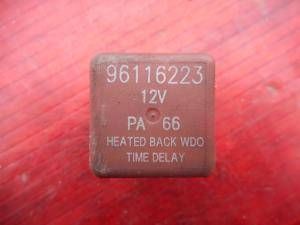 96116223
12V
PA 66
HEATED BACK WDO
TIME DELAY